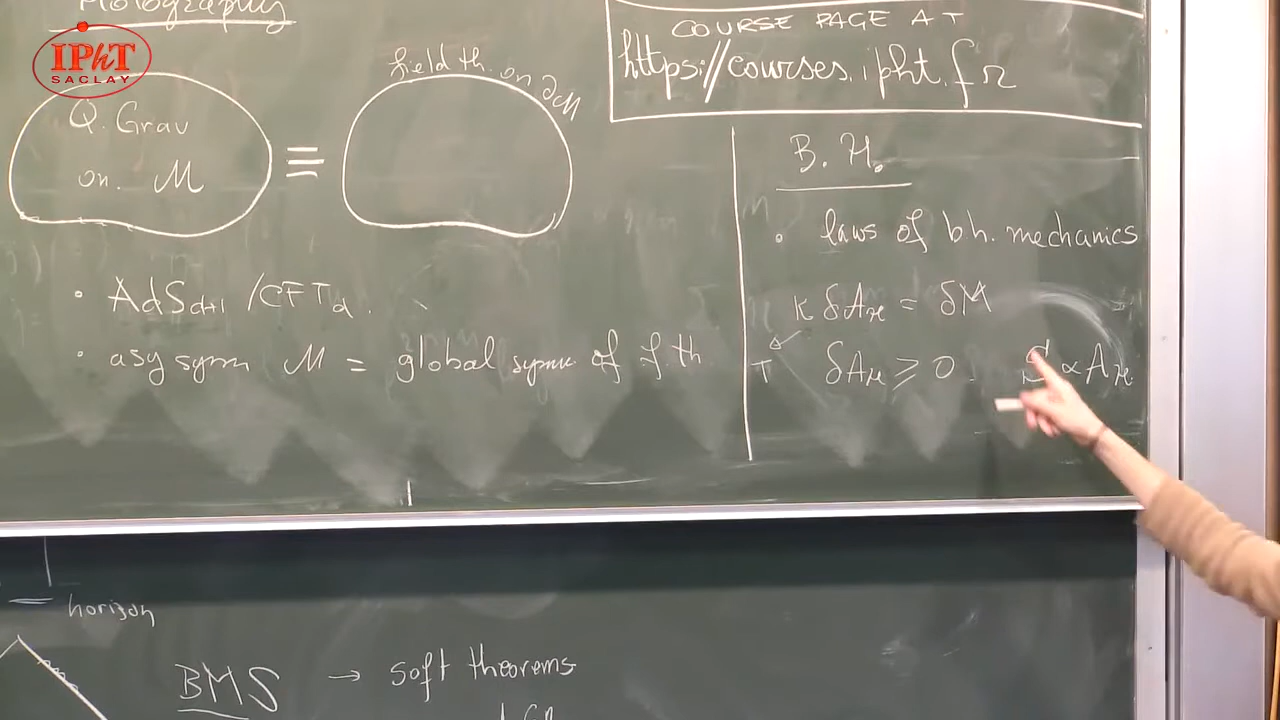 Holography
IPhT
SACLAY
Q. Grav
on. M
≡
field th. on ∂M
• AdS_{d+1} / CFT_d.
• asy symm M = global symm of f th
COURSE PAGE AT
https://courses.ipht.fr
B. H.
• laws of b.h. mechanics
κ δA_H = δM
T δA_H ⩾ 0. S ∝ A_H
= horizon
BMS → soft theorems